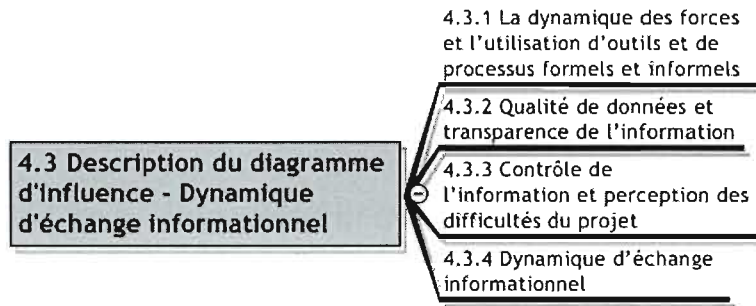 4.3 Description du diagramme
d'influence - Dynamique
d'échange informationnel
4.3.1 La dynamique des forces
et l'utilisation d'outils et de
processus formels et informels
4.3.2 Qualité de données et
transparence de l'information
4.3.3 Contrôle de
l'information et perception des
difficultés du projet
4.3.4 Dynamique d'échange
informationnel